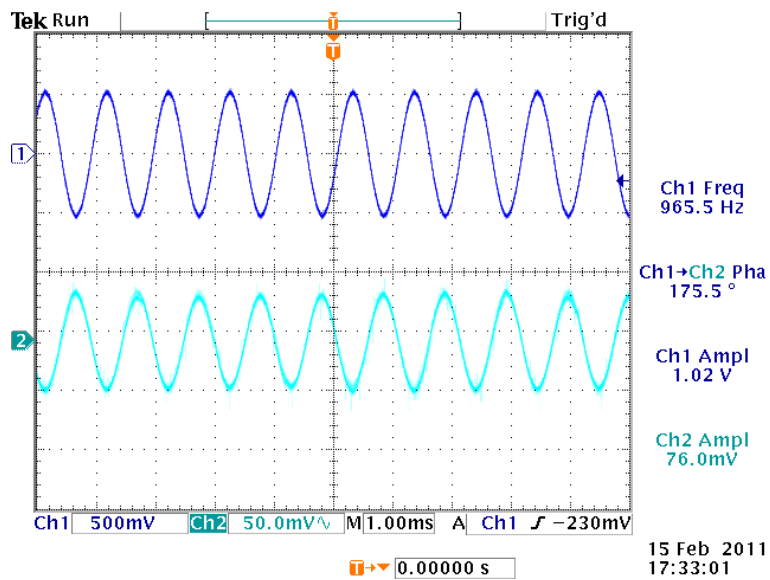 Tek Run Trig'd
T
T
1
Ch1 Freq
965.5 Hz
Ch1→Ch2 Pha
175.5 °
2
Ch1 Ampl
1.02 V
Ch2 Ampl
76.0mV
Ch1 500mV Ch2 50.0mV∿ M 1.00ms A Ch1 ʃ -230mV
T→▼ 0.00000 s
15 Feb 2011
17:33:01